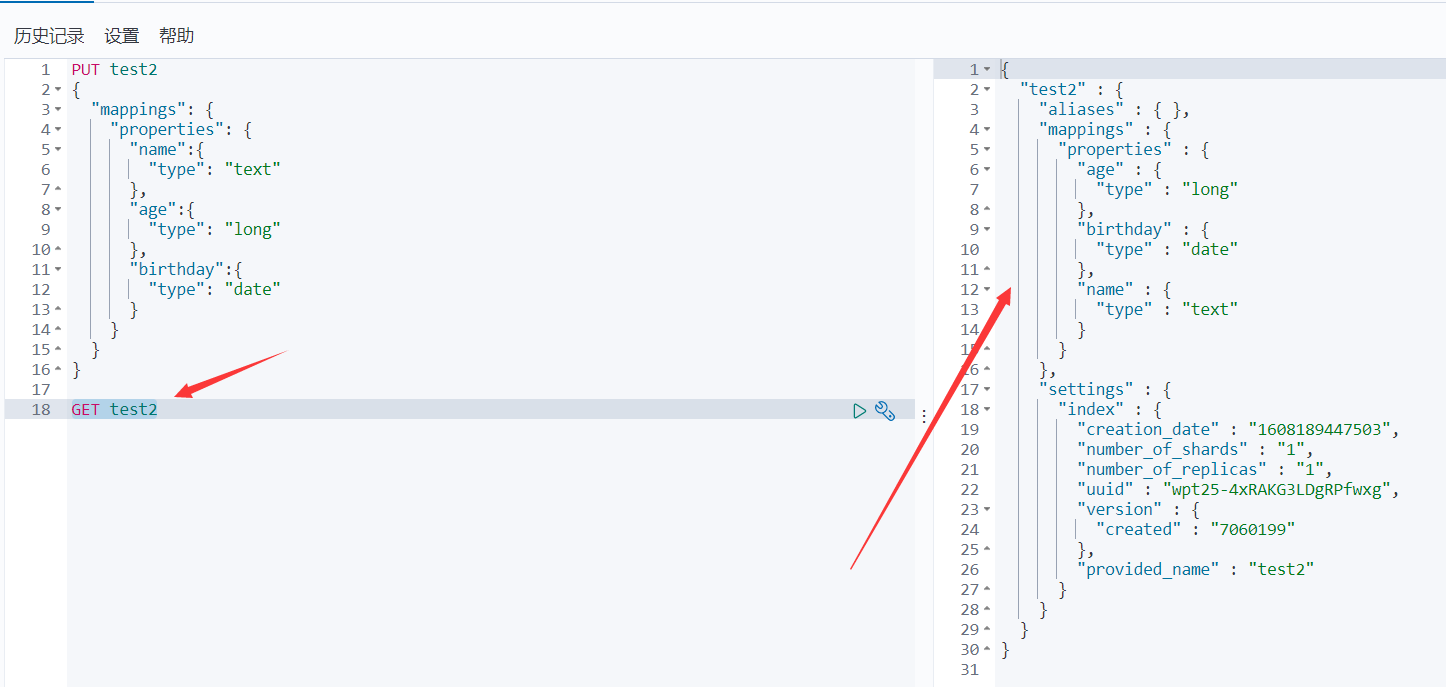 历史记录 设置 帮助
1 PUT test2
2 {
3 "mappings": {
4 "properties": {
5 "name":{
6 "type": "text"
7 },
8 "age":{
9 "type": "long"
10 },
11 "birthday":{
12 "type": "date"
13 }
14 }
15 }
16 }
17
18 GET test2
1 {
2 "test2" : {
3 "aliases" : { },
4 "mappings" : {
5 "properties" : {
6 "age" : {
7 "type" : "long"
8 },
9 "birthday" : {
10 "type" : "date"
11 },
12 "name" : {
13 "type" : "text"
14 }
15 }
16 },
17 "settings" : {
18 "index" : {
19 "creation_date" : "1608189447503",
20 "number_of_shards" : "1",
21 "number_of_replicas" : "1",
22 "uuid" : "wpt25-4xRAKG3LDgRPfwxg",
23 "version" : {
24 "created" : "7060199"
25 },
26 "provided_name" : "test2"
27 }
28 }
29 }
30 }
31